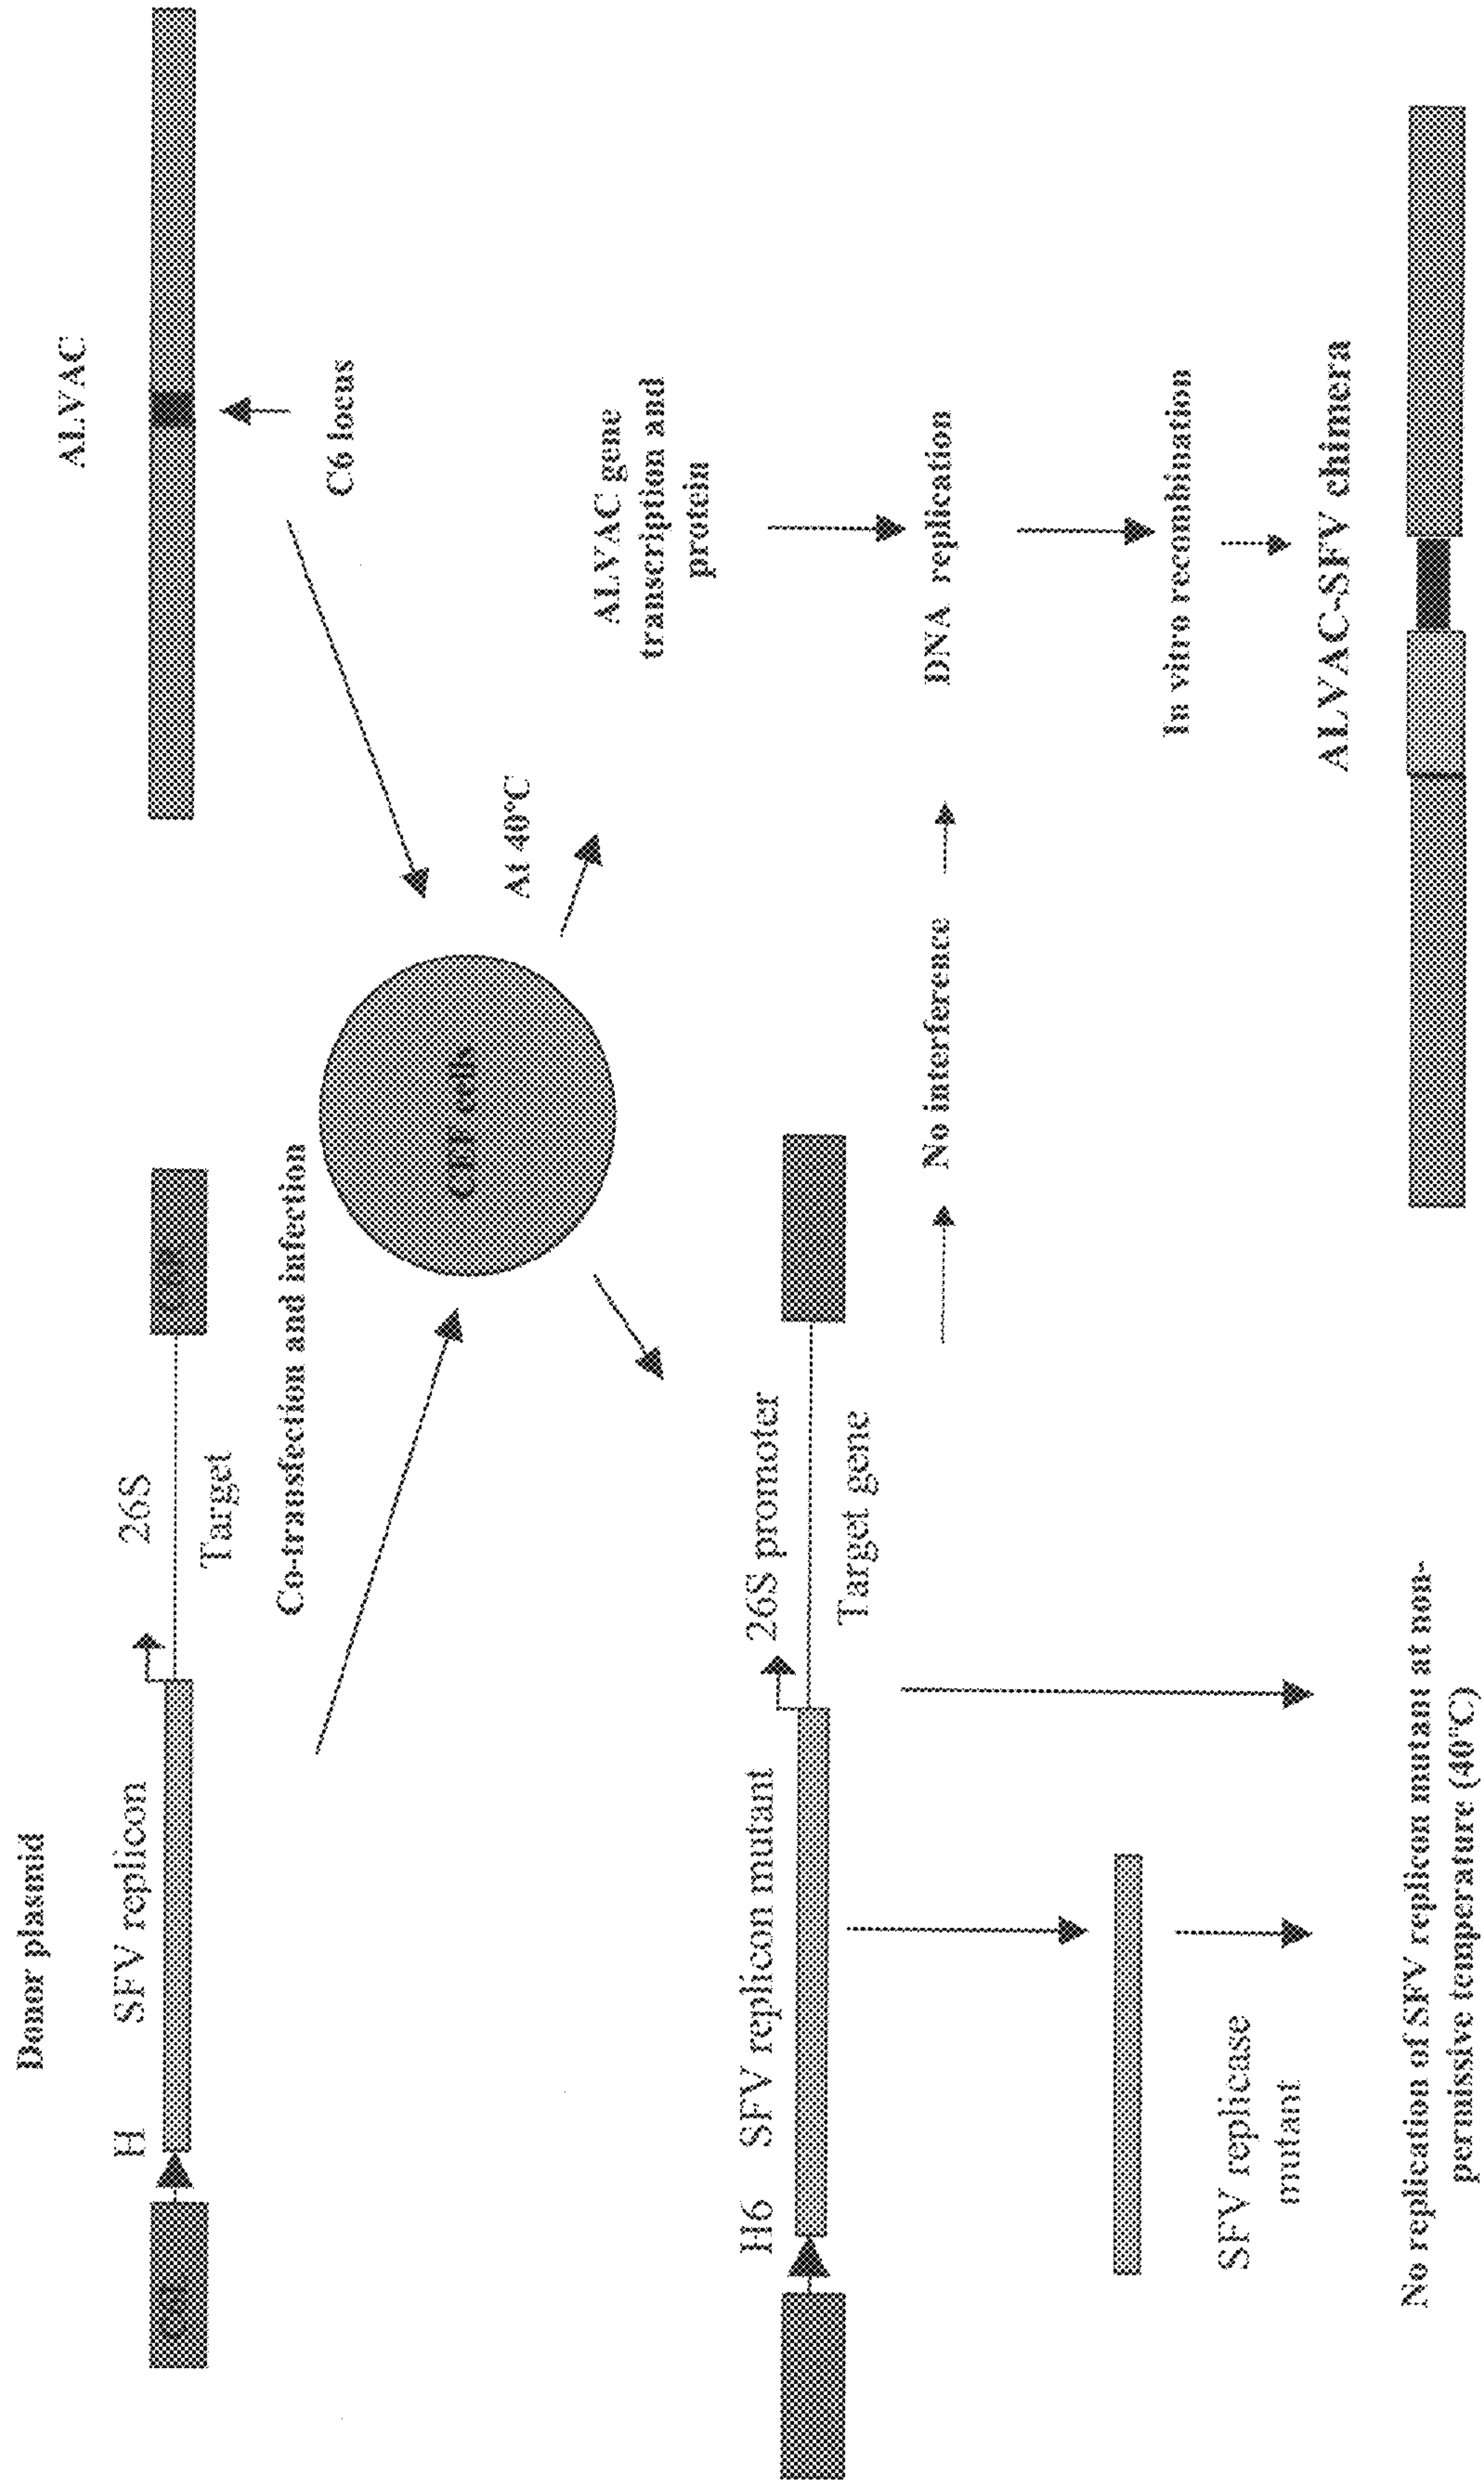 Donor plasmid
ALVAC
H
SFV replicon
26S
Target
C6 locus
Co-transfection and infection
cells
At 40°C
ALVAC gene
transcription and
protein
H6
SFV replicon mutant
26S promoter
Target gene
No interference
DNA replication
In vitro recombination
SFV replicase
mutant
ALVAC-SFV chimera
No replication of SFV replicon mutant at non-
permissive temperature (40°C)